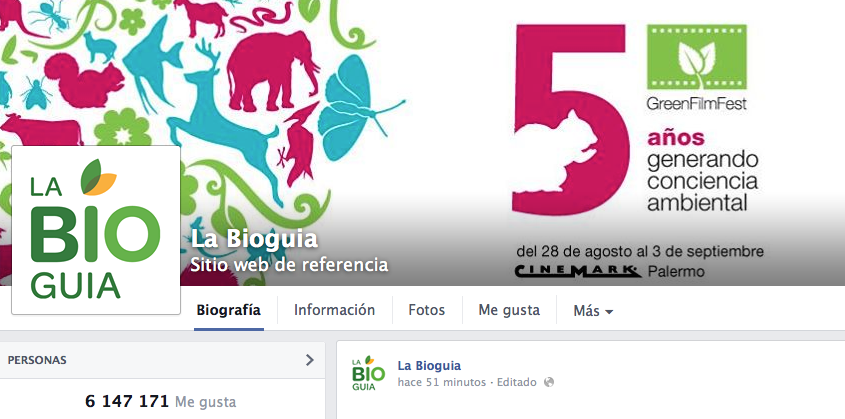 5
GreenFilmFest
años
generando
conciencia
ambiental
LA
BIO
GUIA
La Bioguia
Sitio web de referencia
del 28 de agosto al 3 de septiembre
CINEMARK Palermo
Biografía Información Fotos Me gusta Más
PERSONAS
6 147 171 Me gusta
LA
BIO
GUIA
La Bioguia
hace 51 minutos · Editado